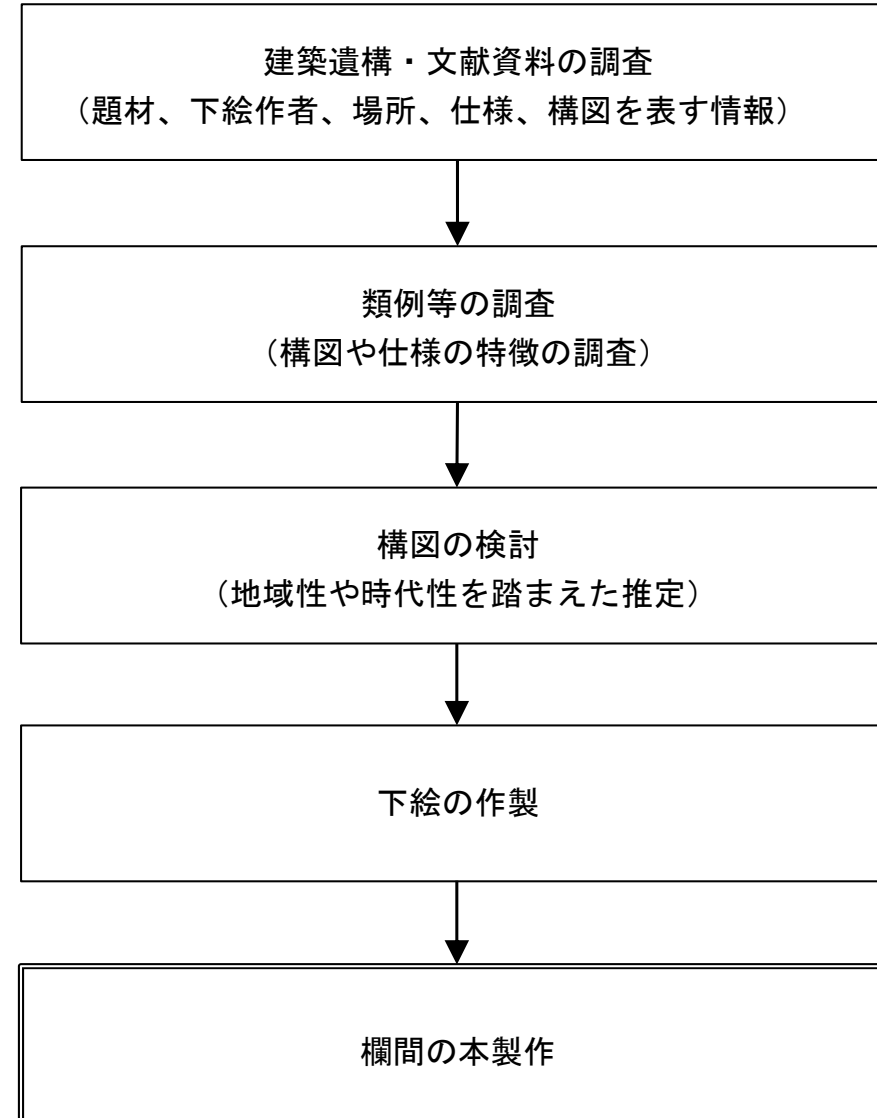 建築遺構・文献資料の調査
（題材、下絵作者、場所、仕様、構図を表す情報）
類例等の調査
（構図や仕様の特徴の調査）
構図の検討
（地域性や時代性を踏まえた推定）
下絵の作製
欄間の本製作